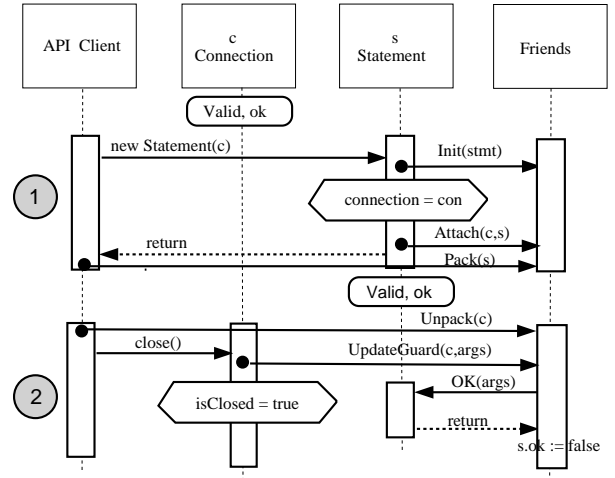 API Client
c
Connection
s
Statement
Friends
Valid, ok
new Statement(c)
Init(stmt)
1
connection = con
Attach(c,s)
return
Pack(s)
Valid, ok
Unpack(c)
close()
UpdateGuard(c,args)
OK(args)
2
isClosed = true
return
s.ok := false